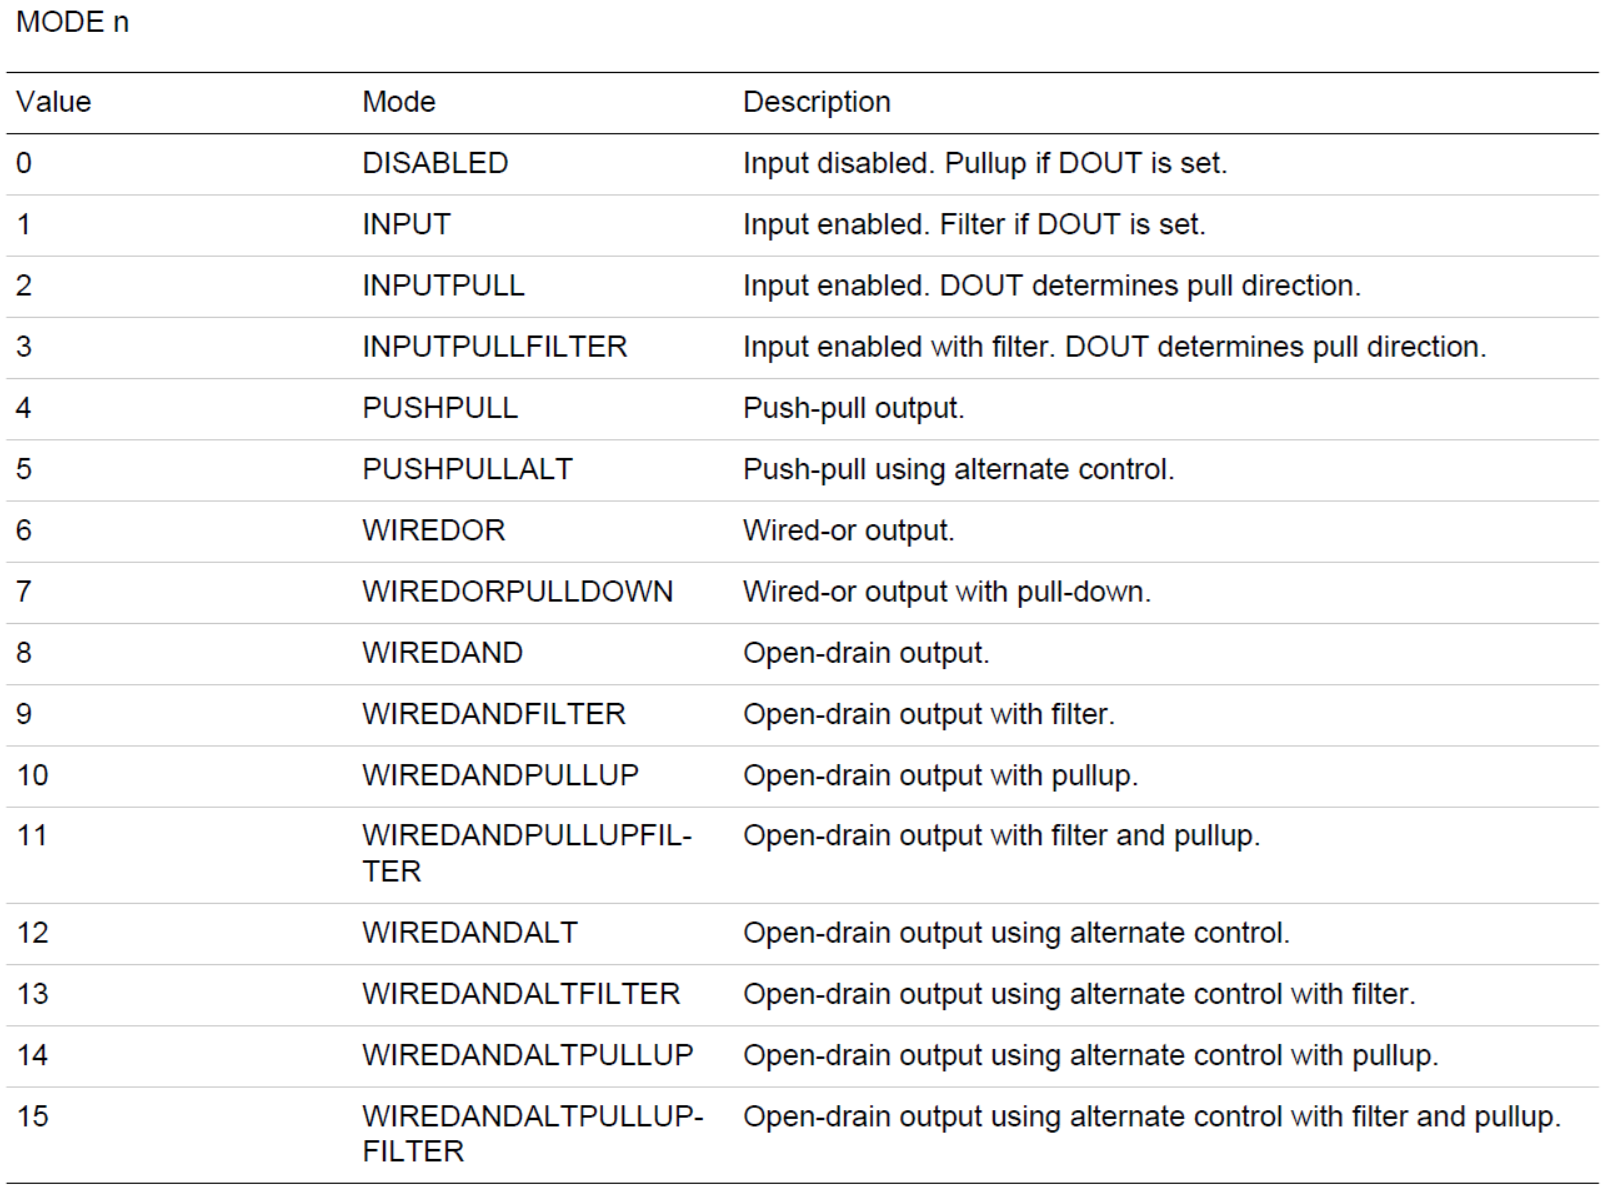 MODE n
Value Mode Description
0 DISABLED Input disabled. Pullup if DOUT is set.
1 INPUT Input enabled. Filter if DOUT is set.
2 INPUTPULL Input enabled. DOUT determines pull direction.
3 INPUTPULLFILTER Input enabled with filter. DOUT determines pull direction.
4 PUSHPULL Push-pull output.
5 PUSHPULLALT Push-pull using alternate control.
6 WIREDOR Wired-or output.
7 WIREDORPULLDOWN Wired-or output with pull-down.
8 WIREDAND Open-drain output.
9 WIREDANDFILTER Open-drain output with filter.
10 WIREDANDPULLUP Open-drain output with pullup.
11 WIREDANDPULLUPFIL- Open-drain output with filter and pullup.
TER
12 WIREDANDALT Open-drain output using alternate control.
13 WIREDANDALTFILTER Open-drain output using alternate control with filter.
14 WIREDANDALTPULLUP Open-drain output using alternate control with pullup.
15 WIREDANDALTPULLUP- Open-drain output using alternate control with filter and pullup.
FILTER